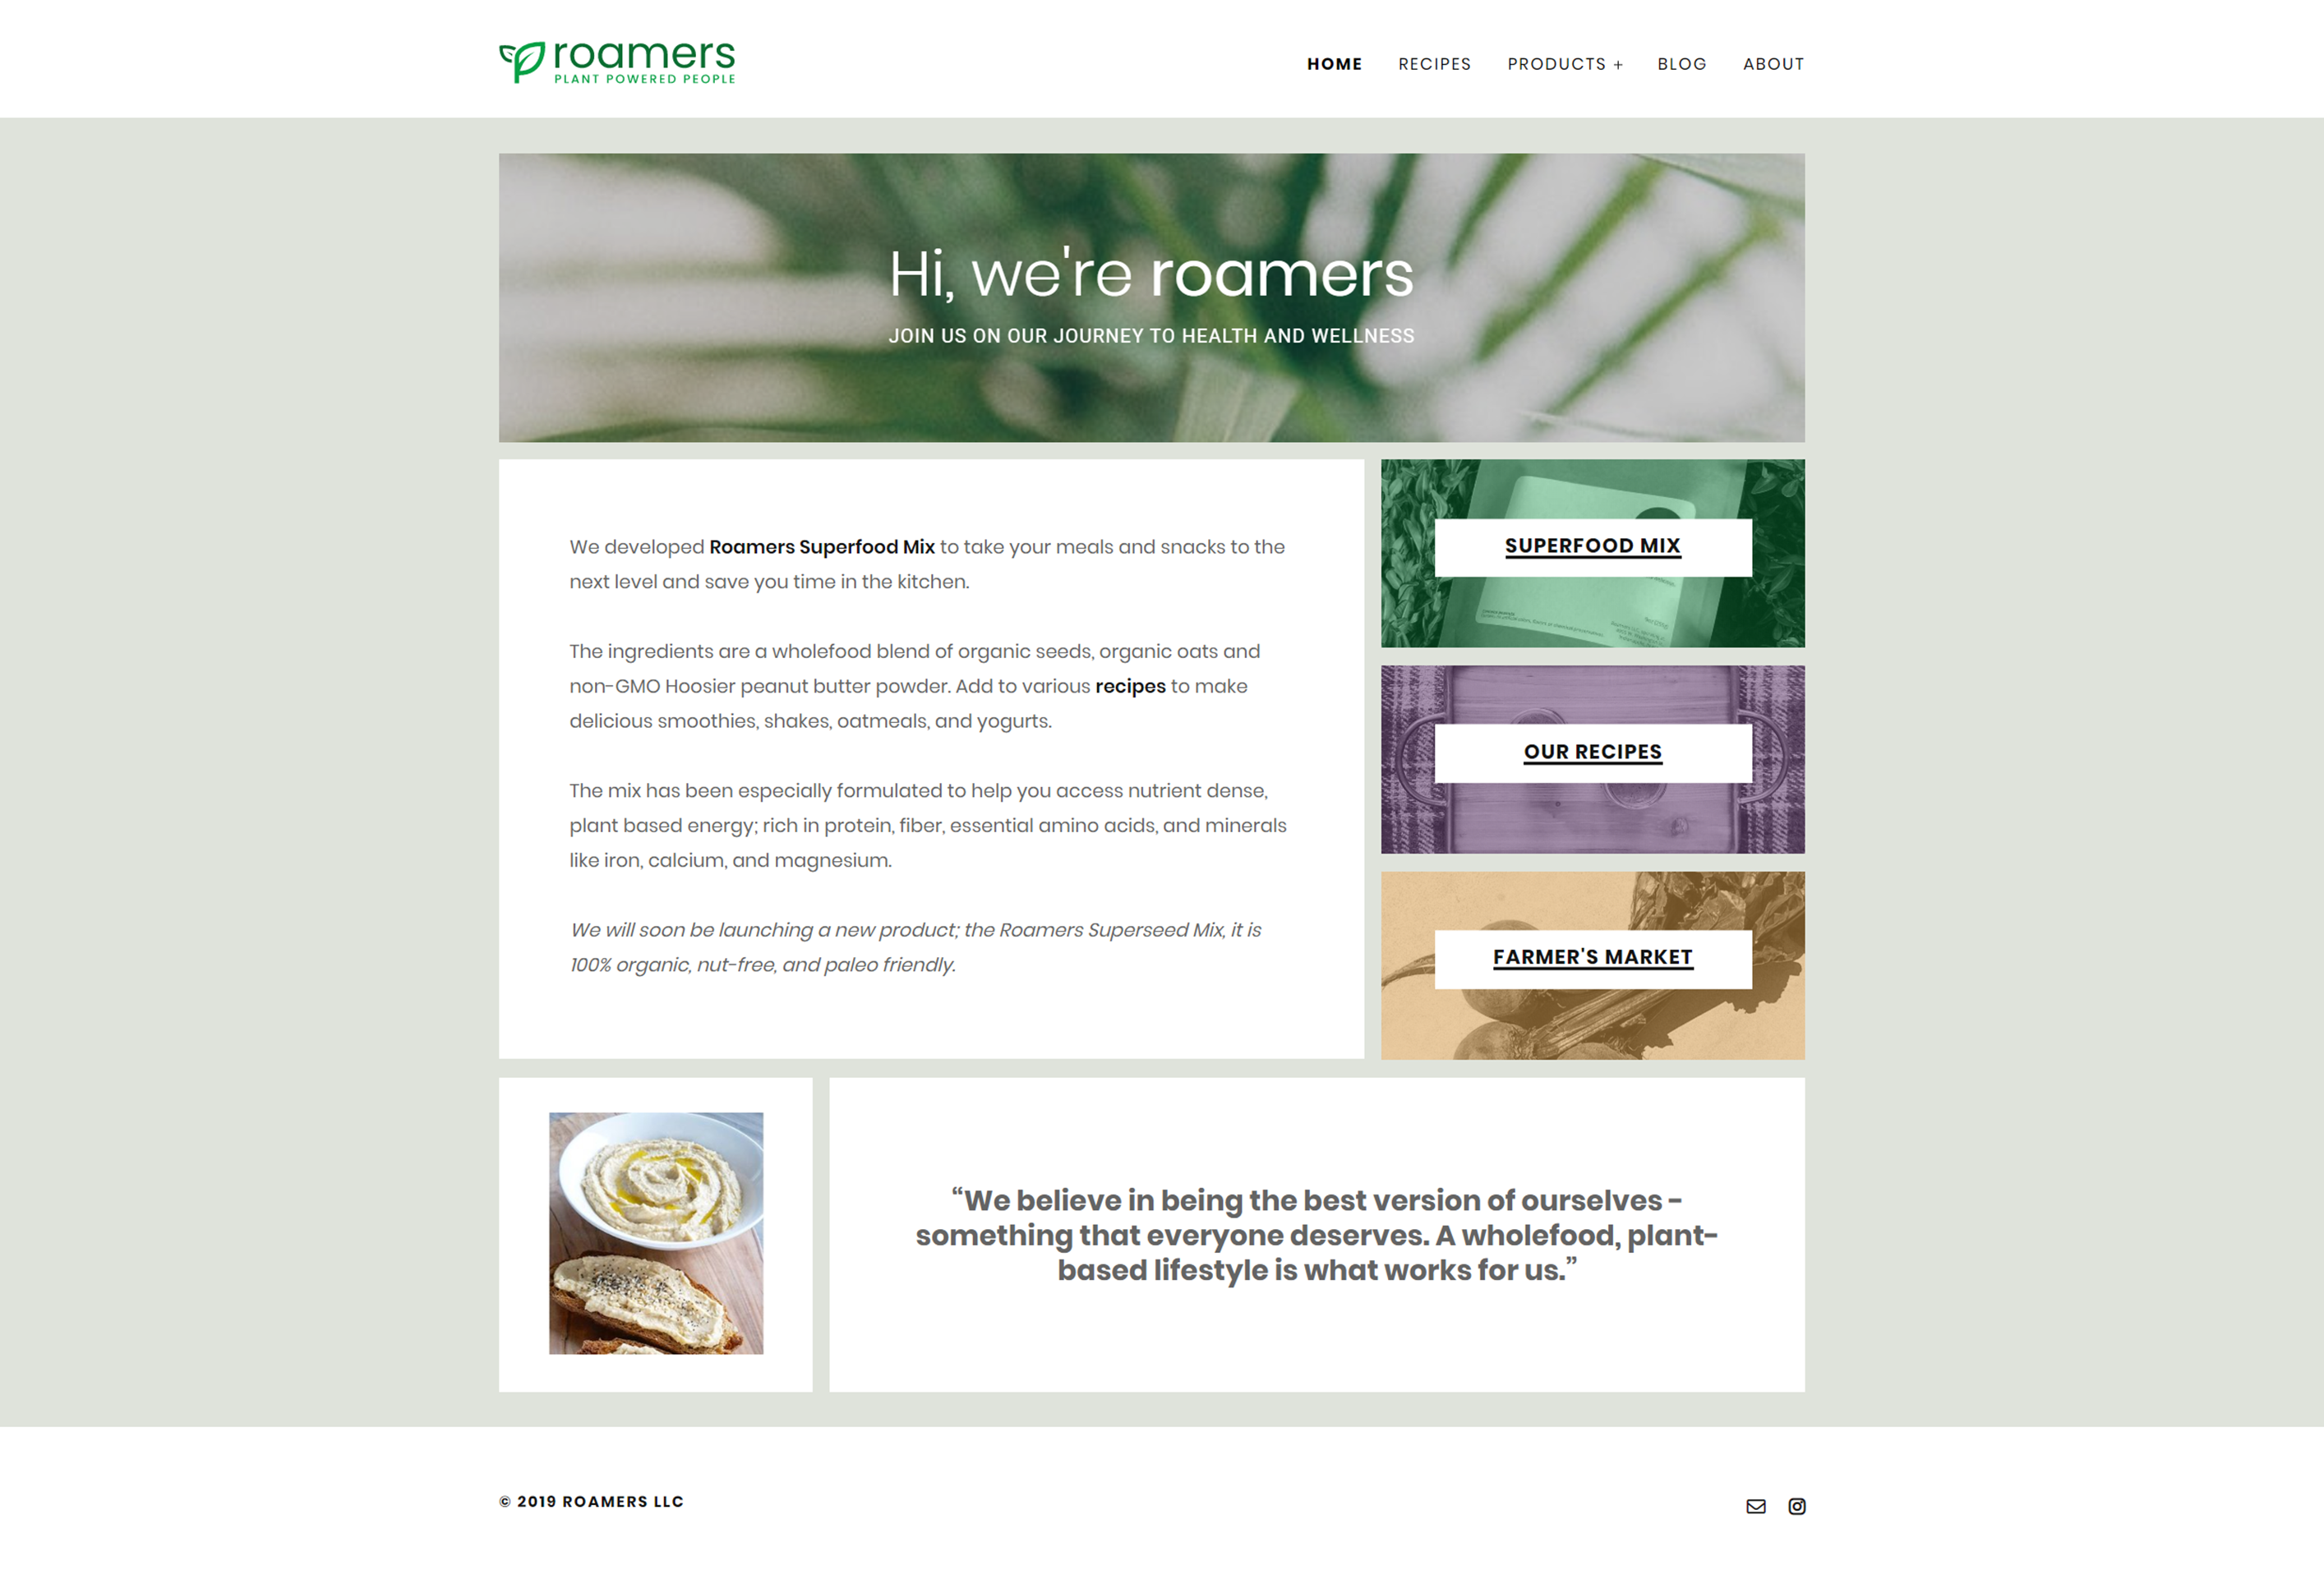 roamers
PLANT POWERED PEOPLE
HOME RECIPES PRODUCTS + BLOG ABOUT
Hi, we're roamers
JOIN US ON OUR JOURNEY TO HEALTH AND WELLNESS
We developed Roamers Superfood Mix to take your meals and snacks to the
next level and save you time in the kitchen.
The ingredients are a wholefood blend of organic seeds, organic oats and
non-GMO Hoosier peanut butter powder. Add to various recipes to make
delicious smoothies, shakes, oatmeals, and yogurts.
The mix has been especially formulated to help you access nutrient dense,
plant based energy; rich in protein, fiber, essential amino acids, and minerals
like iron, calcium, and magnesium.
We will soon be launching a new product; the Roamers Superseed Mix, it is
100% organic, nut-free, and paleo friendly.
SUPERFOOD MIX
OUR RECIPES
FARMER'S MARKET
“We believe in being the best version of ourselves -
something that everyone deserves. A wholefood, plant-
based lifestyle is what works for us.”
© 2019 ROAMERS LLC